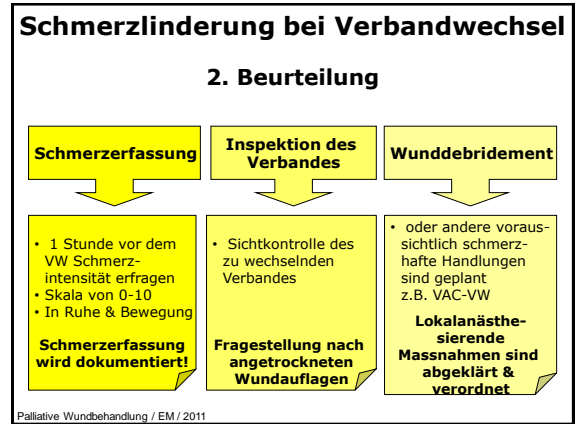 Schmerzlinderung bei Verbandwechsel
2. Beurteilung
Schmerzerfassung
• 1 Stunde vor dem
VW Schmerz-
intensität erfragen
• Skala von 0-10
• In Ruhe & Bewegung
Schmerzerfassung
wird dokumentiert!
Inspektion des
Verbandes
• Sichtkontrolle des
zu wechselnden
Verbandes
Fragestellung nach
angetrockneten
Wundauflagen
Wunddebridement
• oder andere voraus-
sichtlich schmerz-
hafte Handlungen
sind geplant
z.B. VAC-VW
Lokalanästhe-
sierende
Massnahmen sind
abgeklärt &
verordnet
Palliative Wundbehandlung / EM / 2011